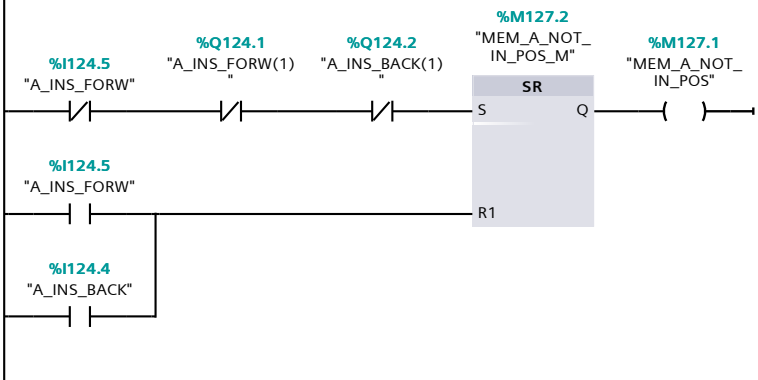 %M127.2
"MEM_A_NOT_
IN_POS_M"
%Q124.1
%Q124.2
%M127.1
%I124.5
"A_INS_FORW"
"A_INS_FORW(1)
"
"A_INS_BACK(1)
"
"MEM_A_NOT_
IN_POS"
SR
S
Q
%I124.5
"A_INS_FORW"
R1
%I124.4
"A_INS_BACK"